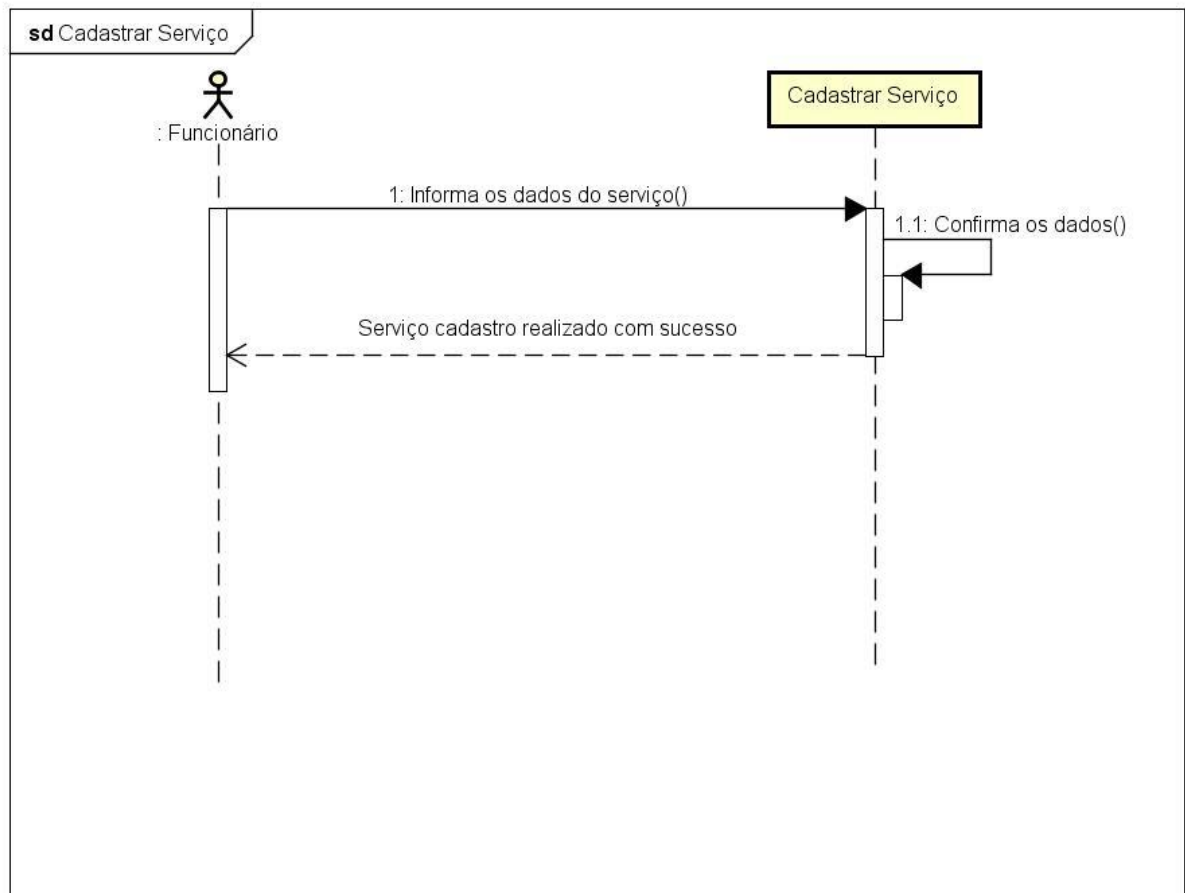 sd Cadastrar Serviço
: Funcionário
Cadastrar Serviço
1: Informa os dados do serviço()
1.1: Confirma os dados()
Serviço cadastro realizado com sucesso